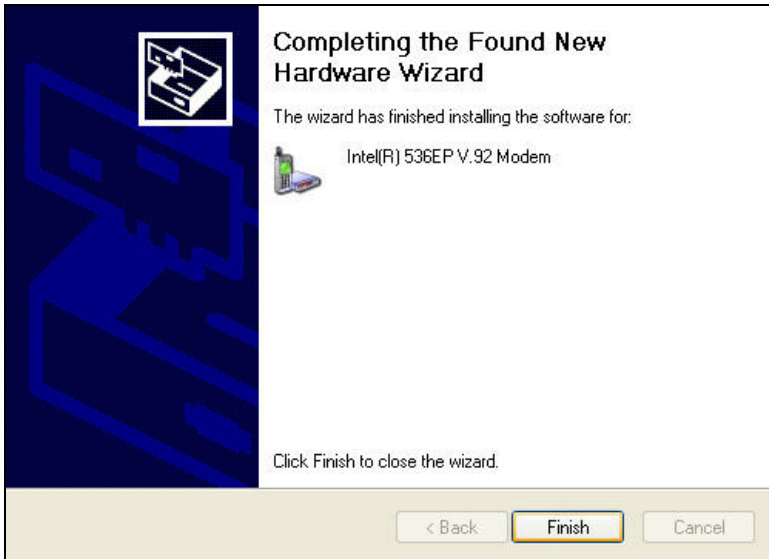 Completing the Found New
Hardware Wizard
The wizard has finished installing the software for:
Intel(R) 536EP V.92 Modem
Click Finish to close the wizard.
< Back
Finish
Cancel